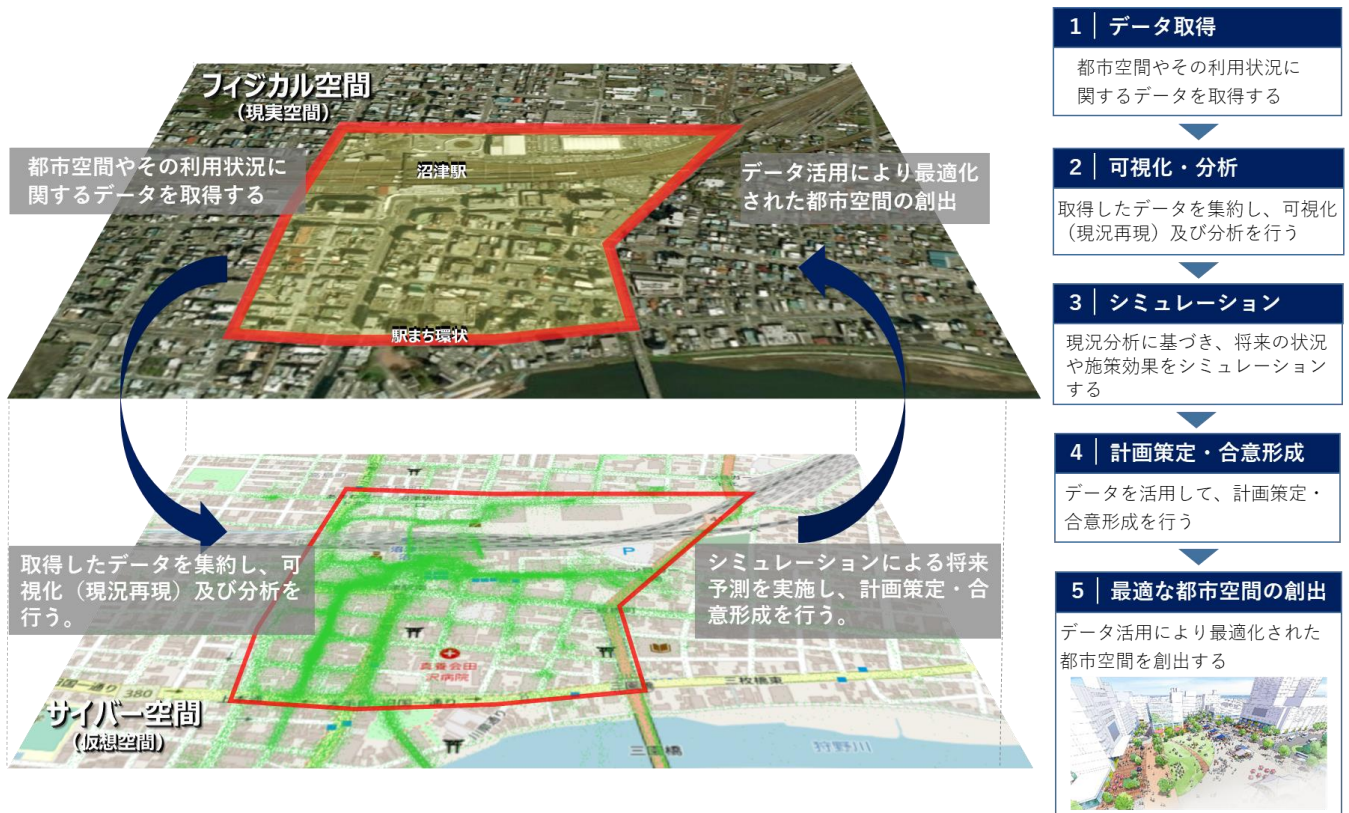 フィジカル空間
（現実空間）
都市空間やその利用状況に
関するデータを取得する
沼津駅
データ活用により最適化
された都市空間の創出
駅まち環状
取得したデータを集約し、可
視化（現況再現）及び分析を
行う。
シミュレーションによる将来
予測を実施し、計画策定・合
意形成を行う。
P
380
三枚橋東
サイバー空間
（仮想空間）
三園橋
狩野川
1｜データ取得
都市空間やその利用状況に
関するデータを取得する
2｜可視化・分析
取得したデータを集約し、可視化
（現況再現）及び分析を行う
3｜シミュレーション
現況分析に基づき、将来の状況
や施策効果をシミュレーション
する
4｜計画策定・合意形成
データを活用して、計画策定・
合意形成を行う
5｜最適な都市空間の創出
データ活用により最適化された
都市空間を創出する